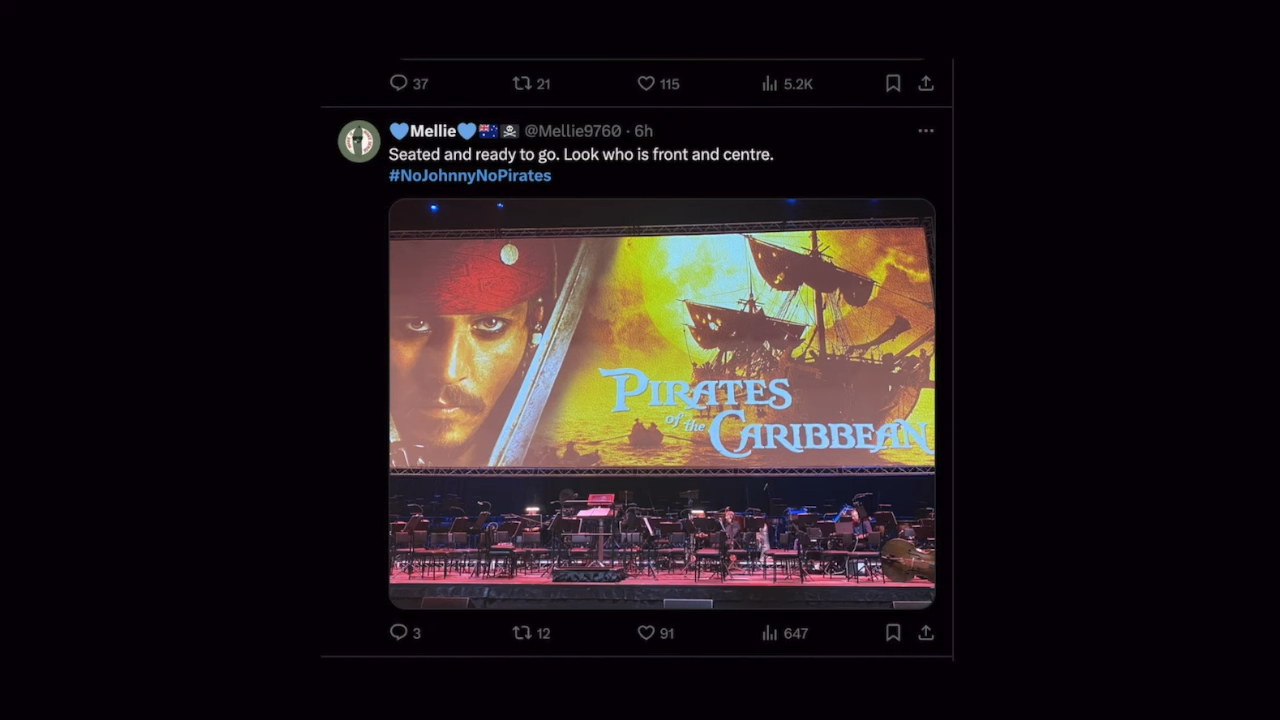 37 21 115 5.2K
💙Mellie💙🇦🇺🏴‍☠️ @Mellie9760 · 6h
Seated and ready to go. Look who is front and centre.
#NoJohnnyNoPirates
PIRATES
of the CARIBBEAN
3 12 91 647